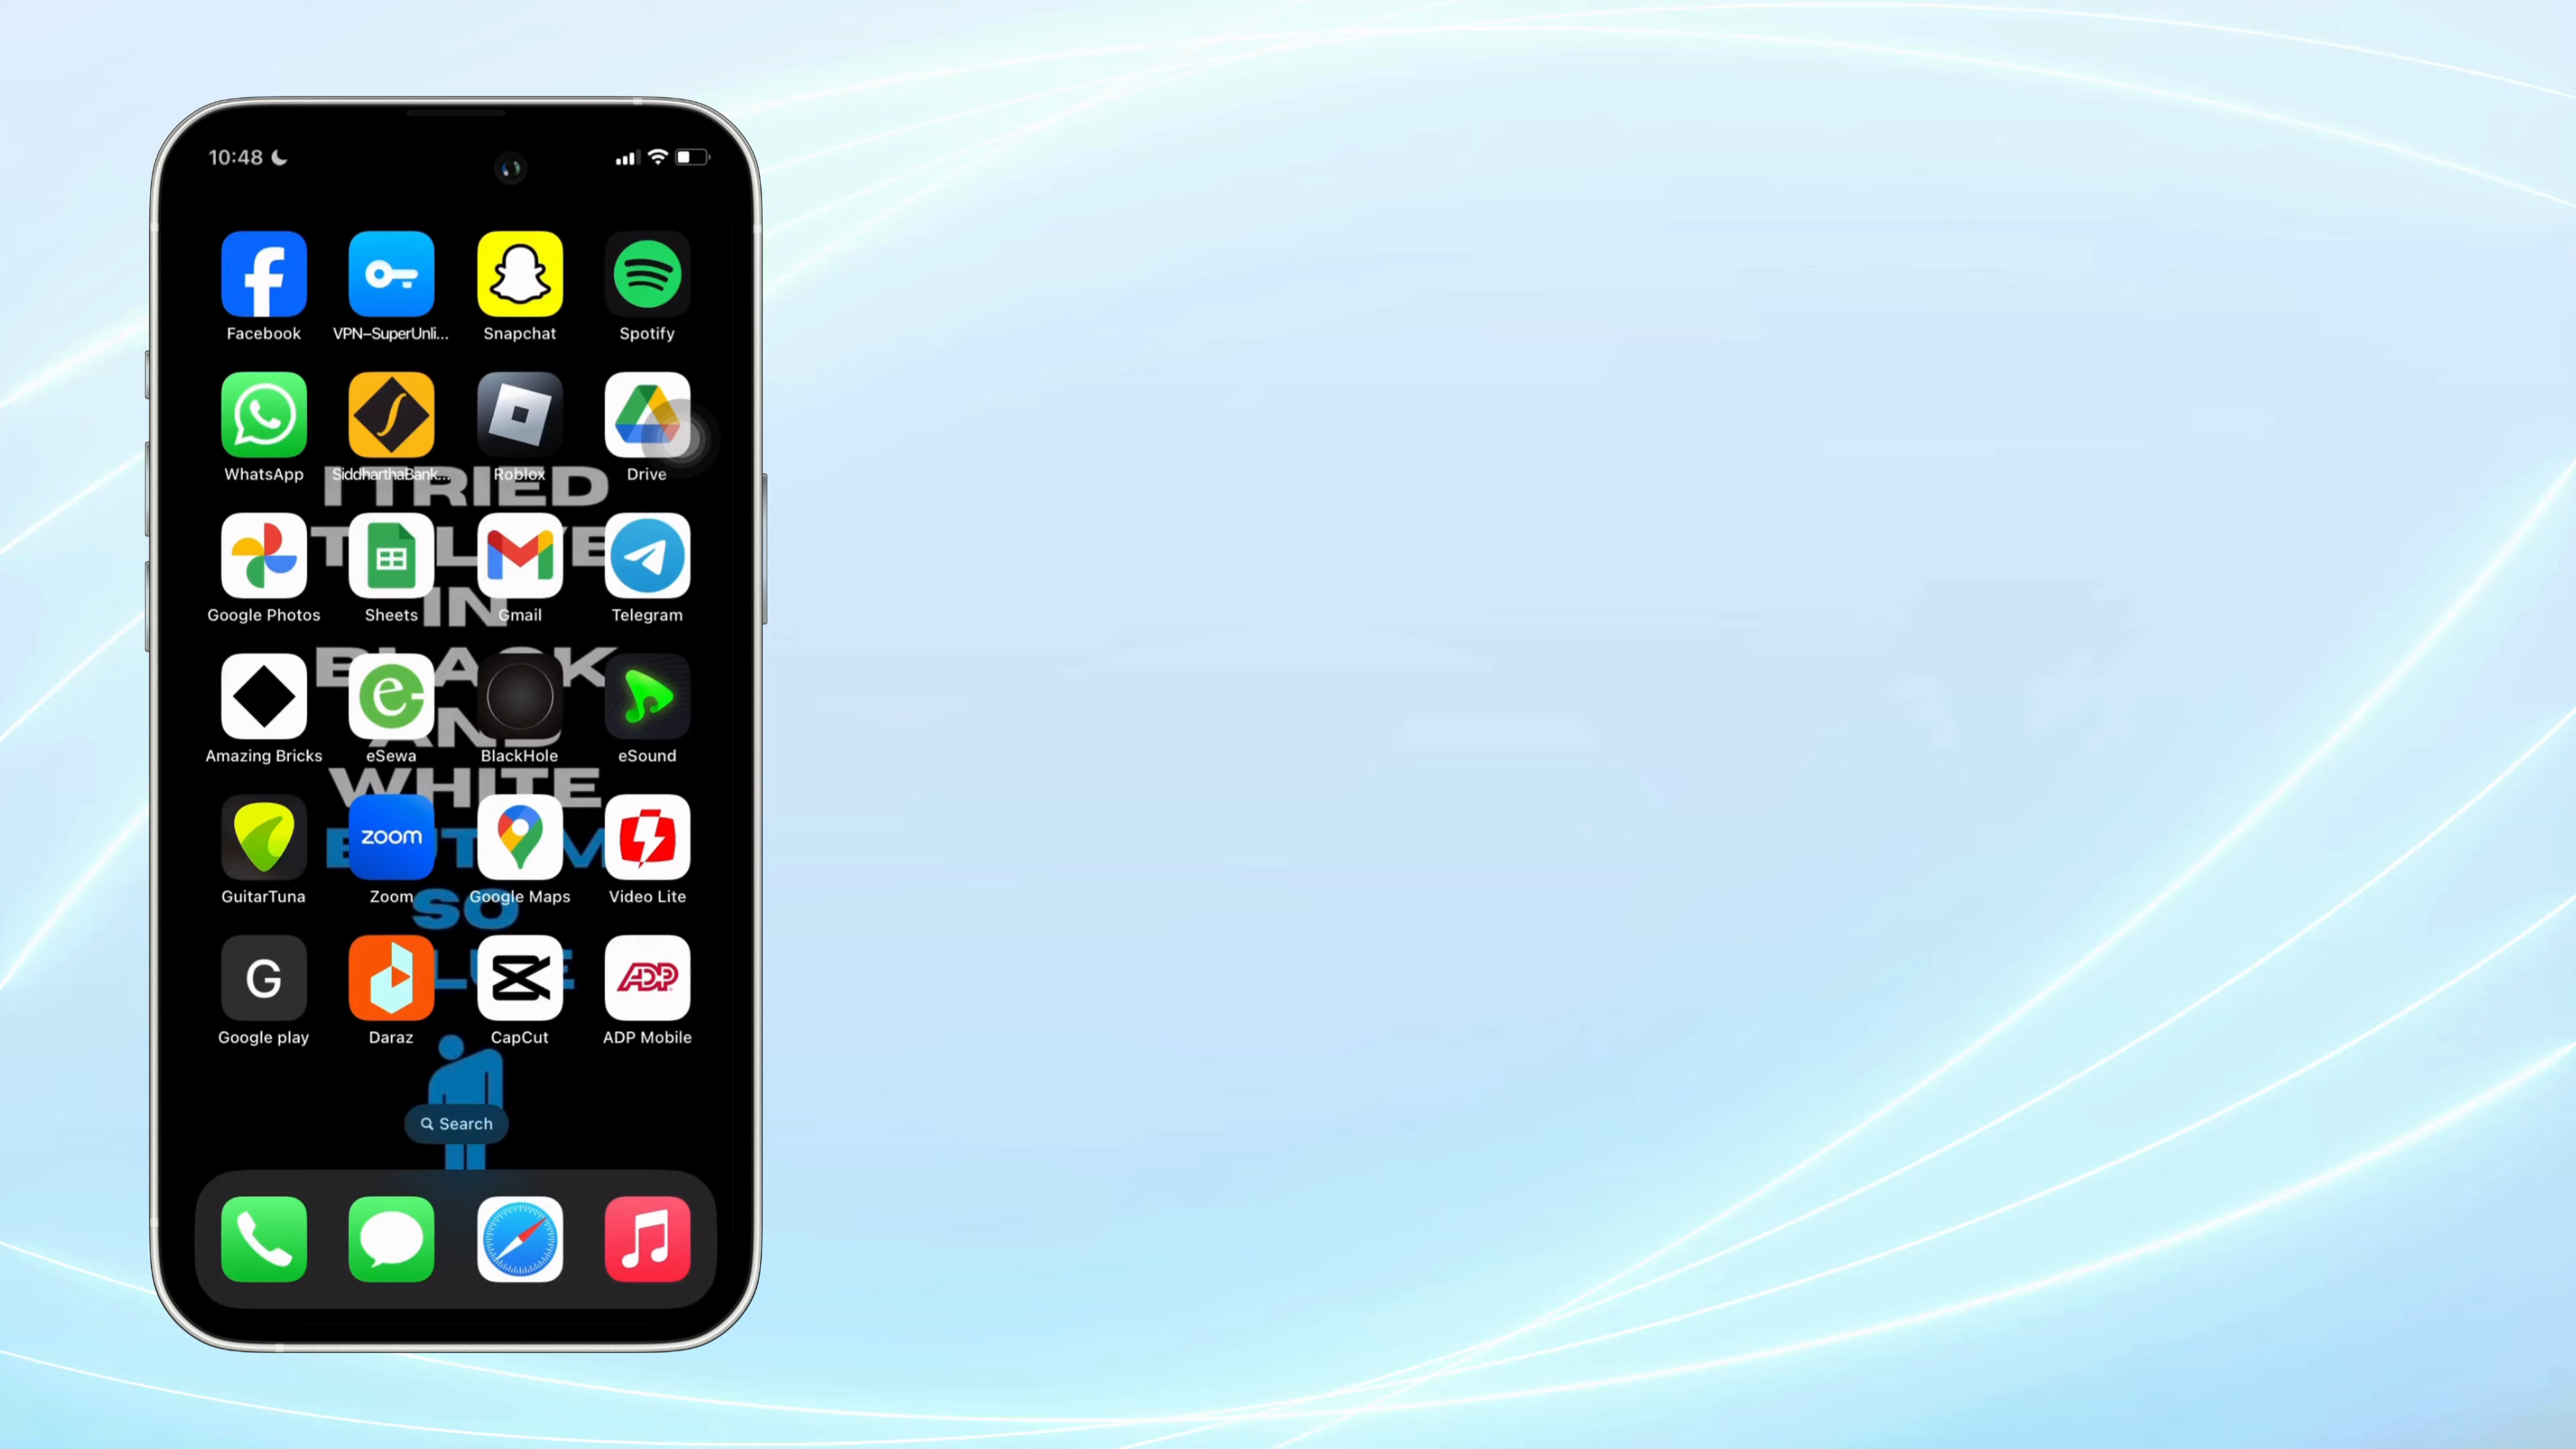 10:48
Facebook VPN–SuperUnli... Snapchat Spotify
WhatsApp SiddharthaBank... Roblox Drive
I TRIED
IN
Google Photos Sheets Gmail Telegram
Amazing Bricks eSewa BlackHole eSound
AND
WHITE
zoom
GuitarTuna Zoom Google Maps Video Lite
SO
G ADP
Google play Daraz CapCut ADP Mobile
Search